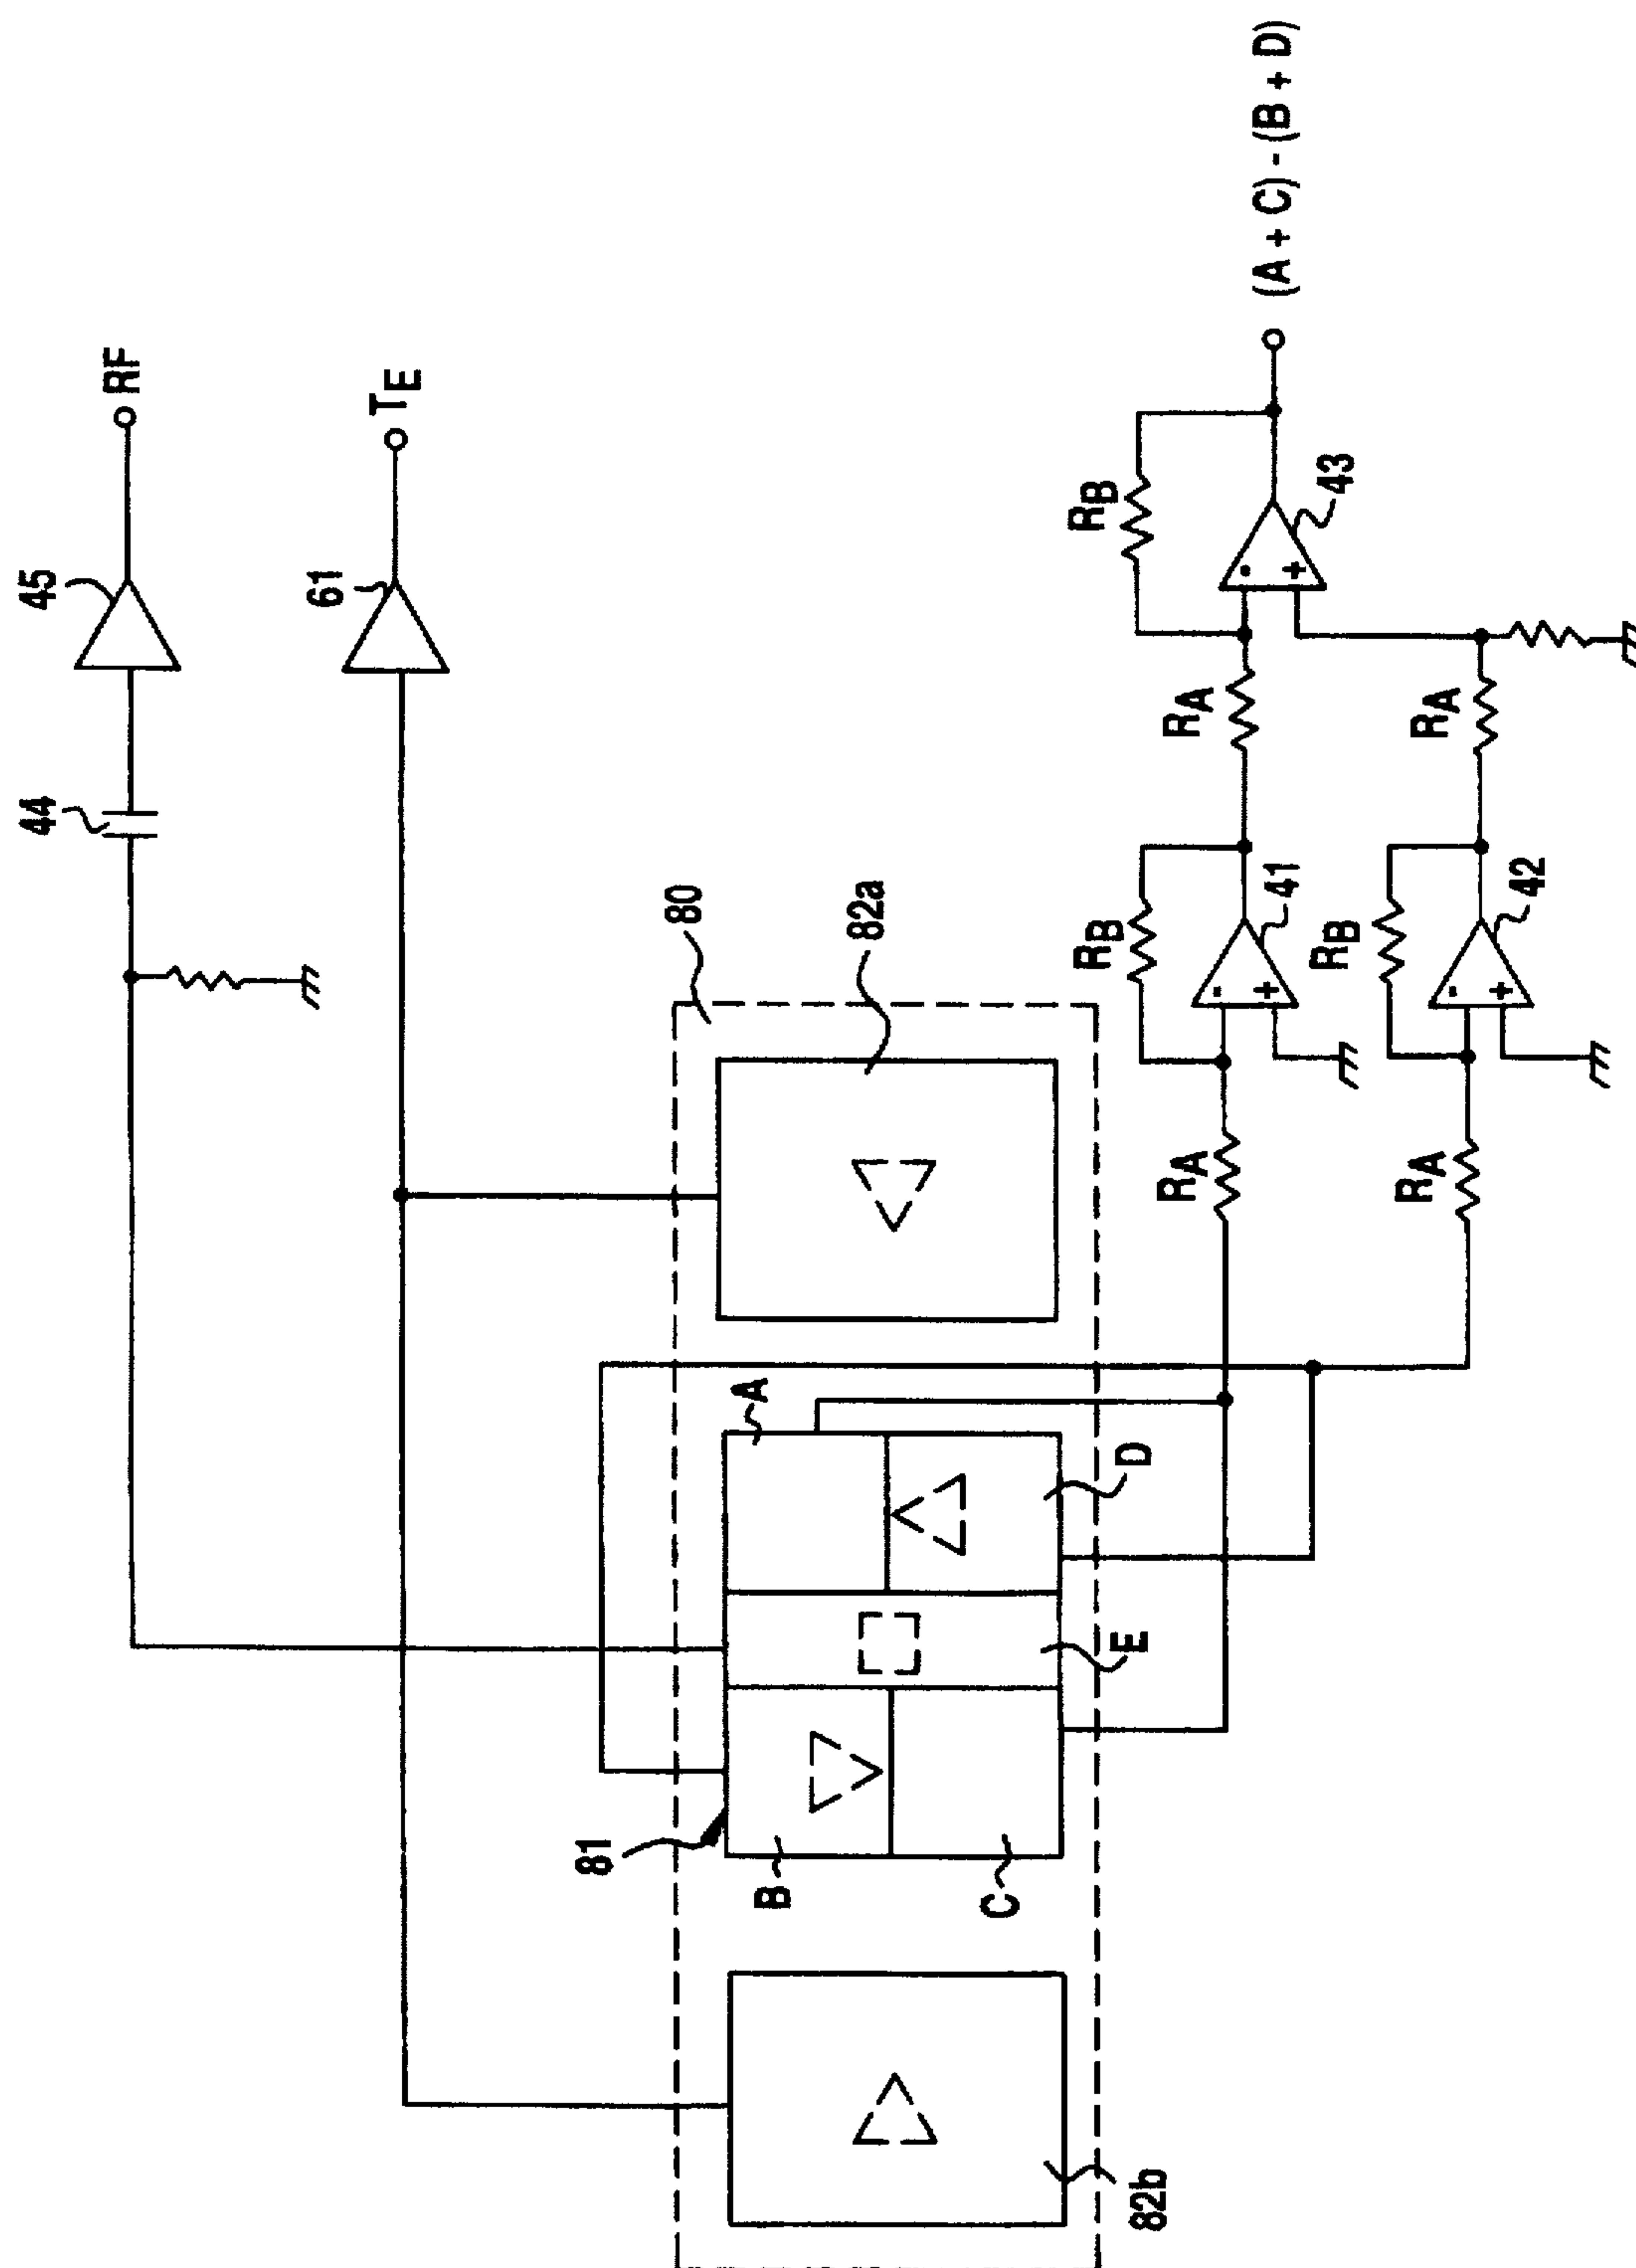 44
45
RF
61
TE
80
82a
81
A
B
C
D
E
82b
RA
RB
41
RA
RB
43
(A + C) - (B + D)
RA
RB
42
RA
-
+
-
+
-
+